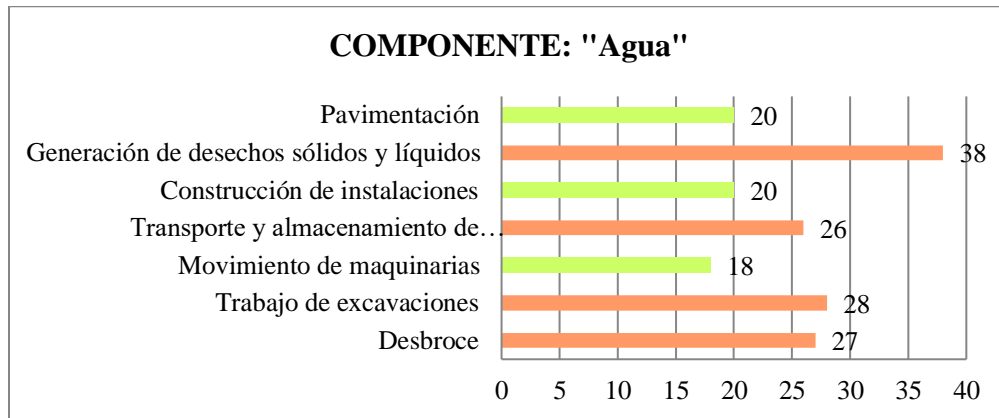 COMPONENTE: "Agua"
Pavimentación 20
Generación de desechos sólidos y líquidos 38
Construcción de instalaciones 20
Transporte y almacenamiento de… 26
Movimiento de maquinarias 18
Trabajo de excavaciones 28
Desbroce 27
0 5 10 15 20 25 30 35 40